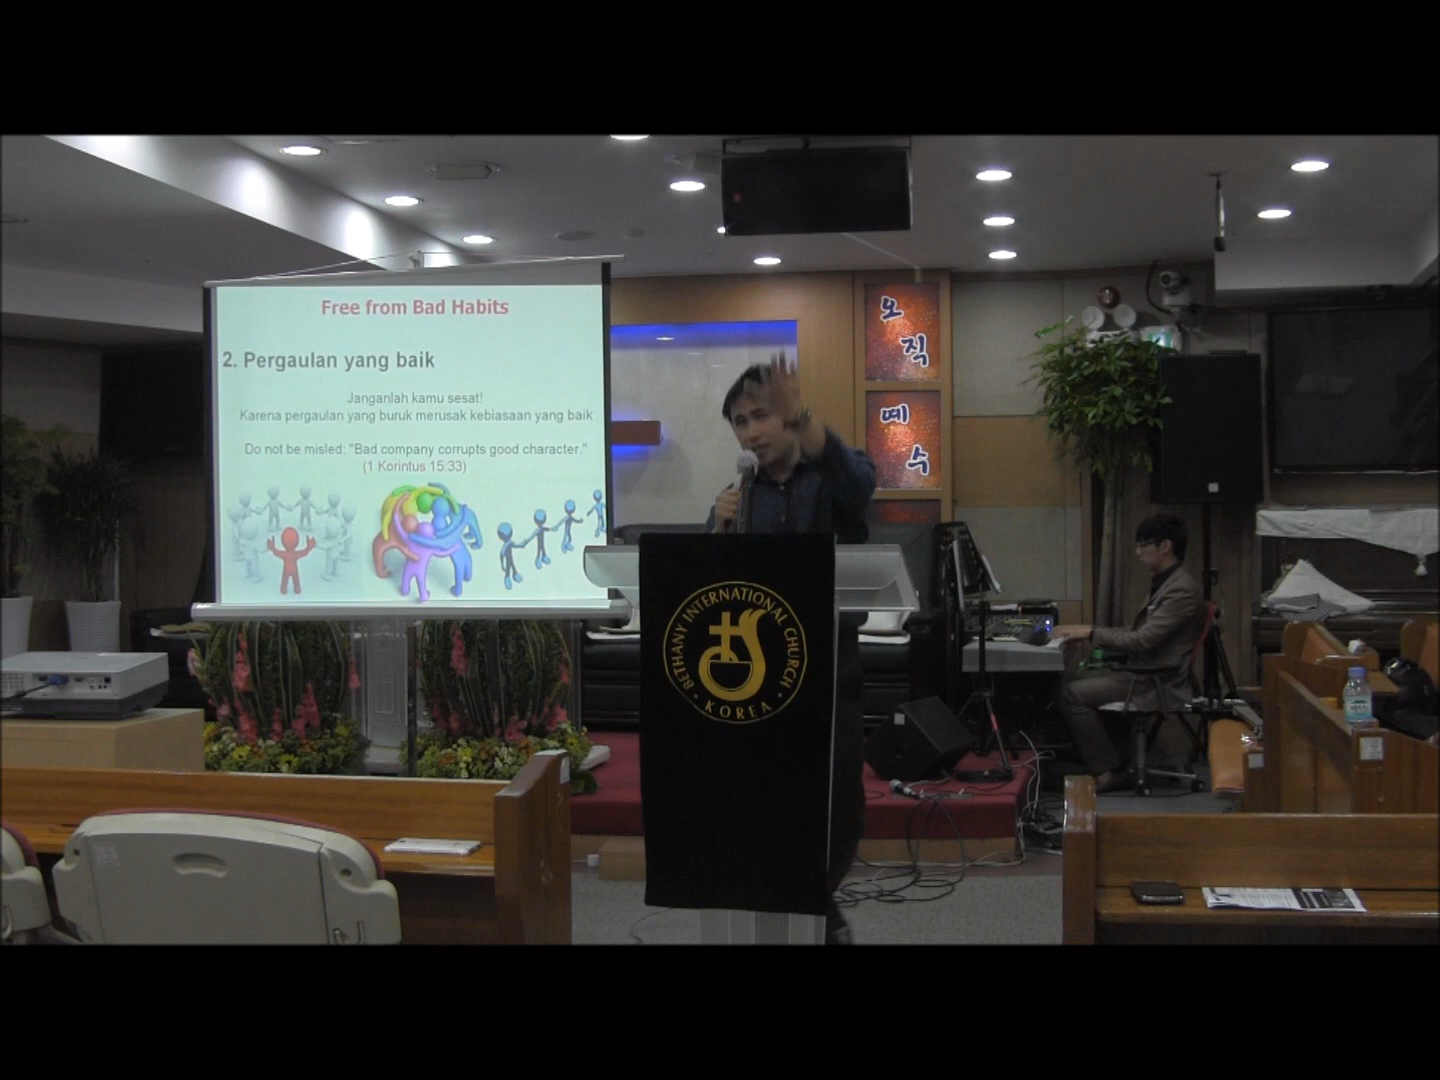 Free from Bad Habits
2. Pergaulan yang baik
Janganlah kamu sesat!
Karena pergaulan yang buruk merusak kebiasaan yang baik
Do not be misled: "Bad company corrupts good character."
(1 Korintus 15:33)
오직
예수
BETHANY INTERNATIONAL CHURCH
• KOREA •